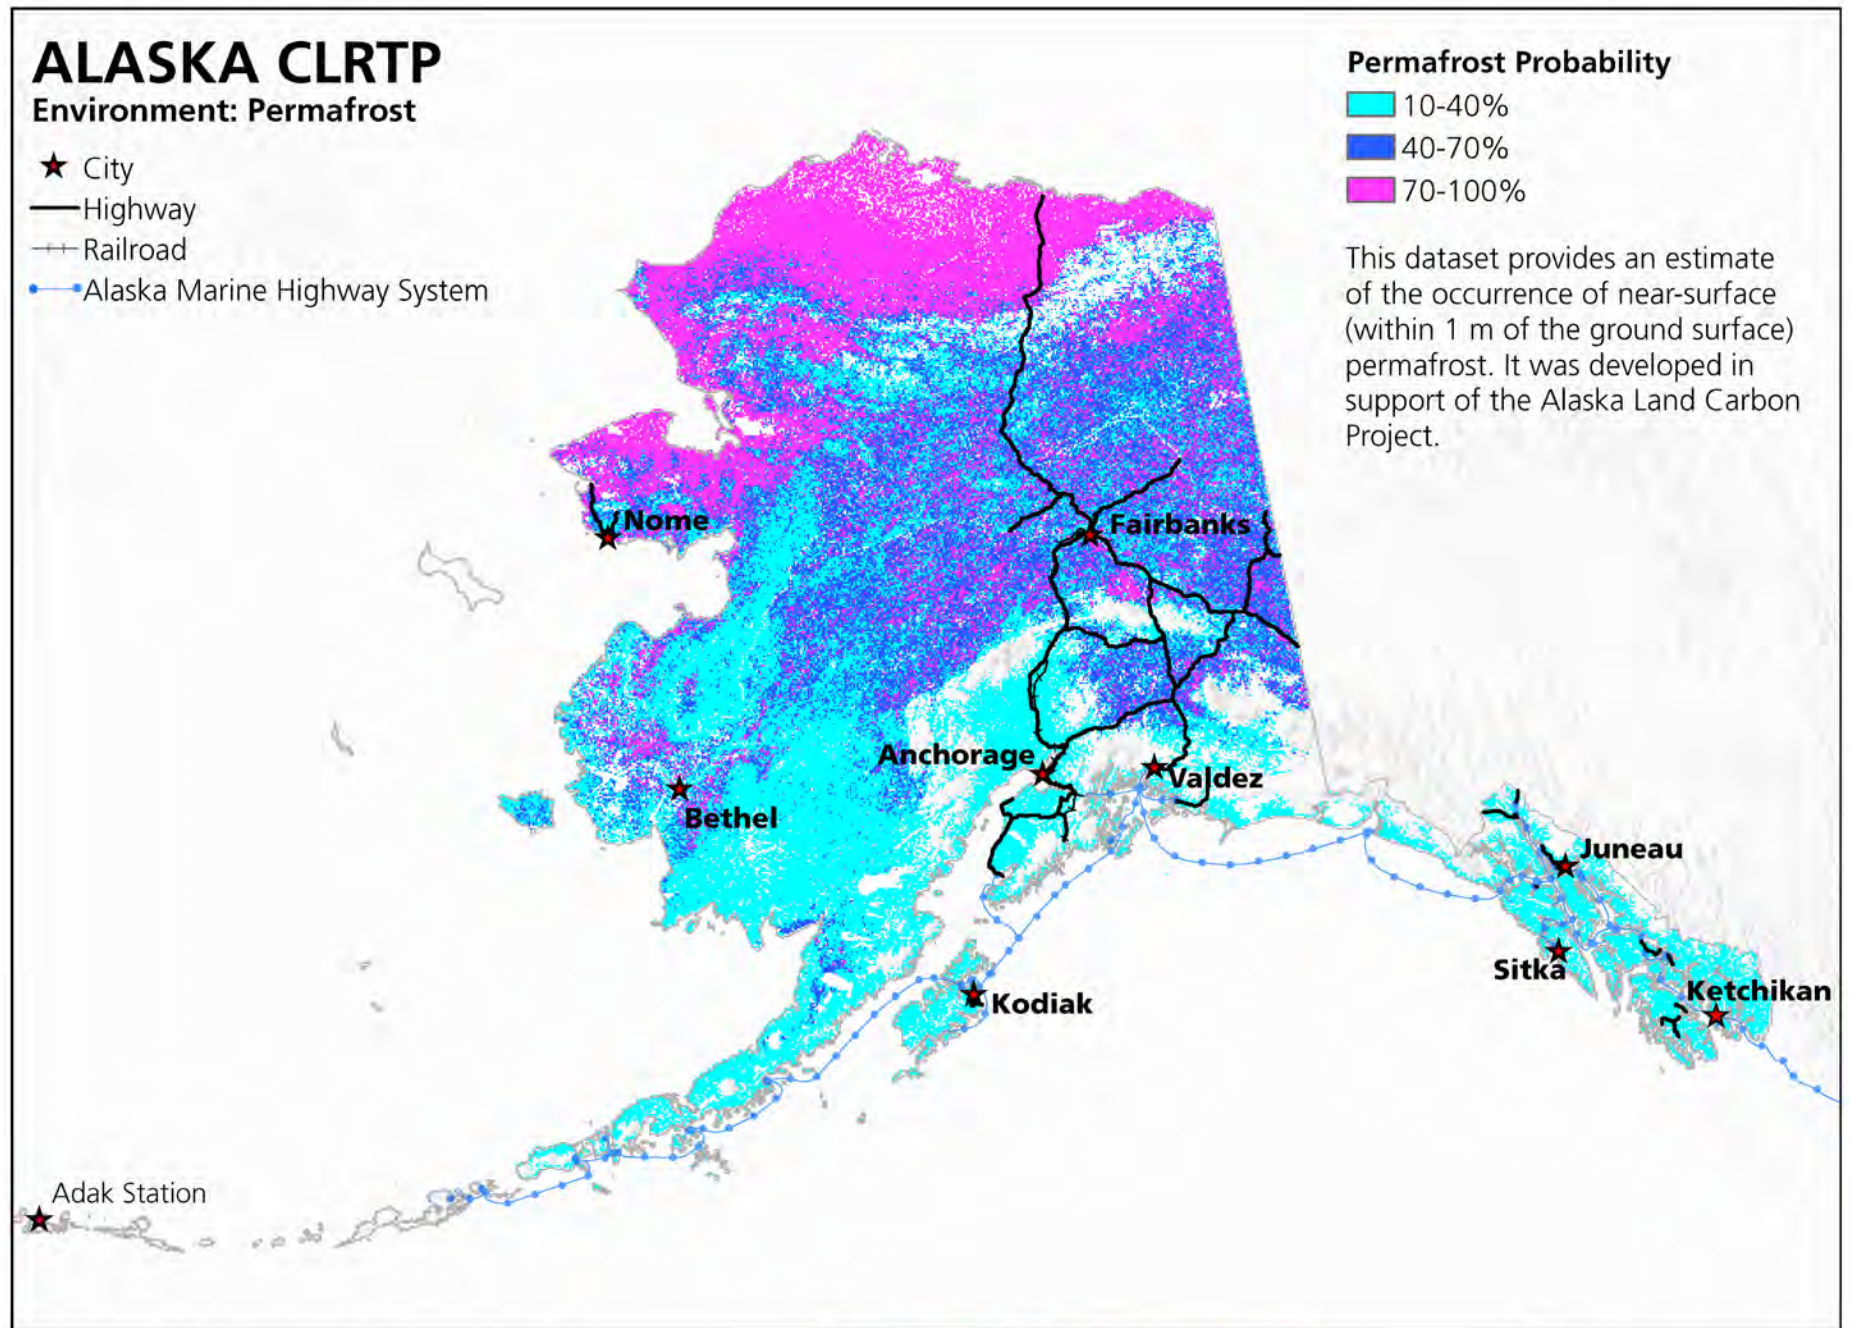 ALASKA CLRTP
Environment: Permafrost
City
Highway
Railroad
Alaska Marine Highway System
Permafrost Probability
10-40%
40-70%
70-100%
This dataset provides an estimate
of the occurrence of near-surface
(within 1 m of the ground surface)
permafrost. It was developed in
support of the Alaska Land Carbon
Project.
Nome
Fairbanks
Anchorage
Valdez
Bethel
Juneau
Sitka
Ketchikan
Kodiak
Adak Station